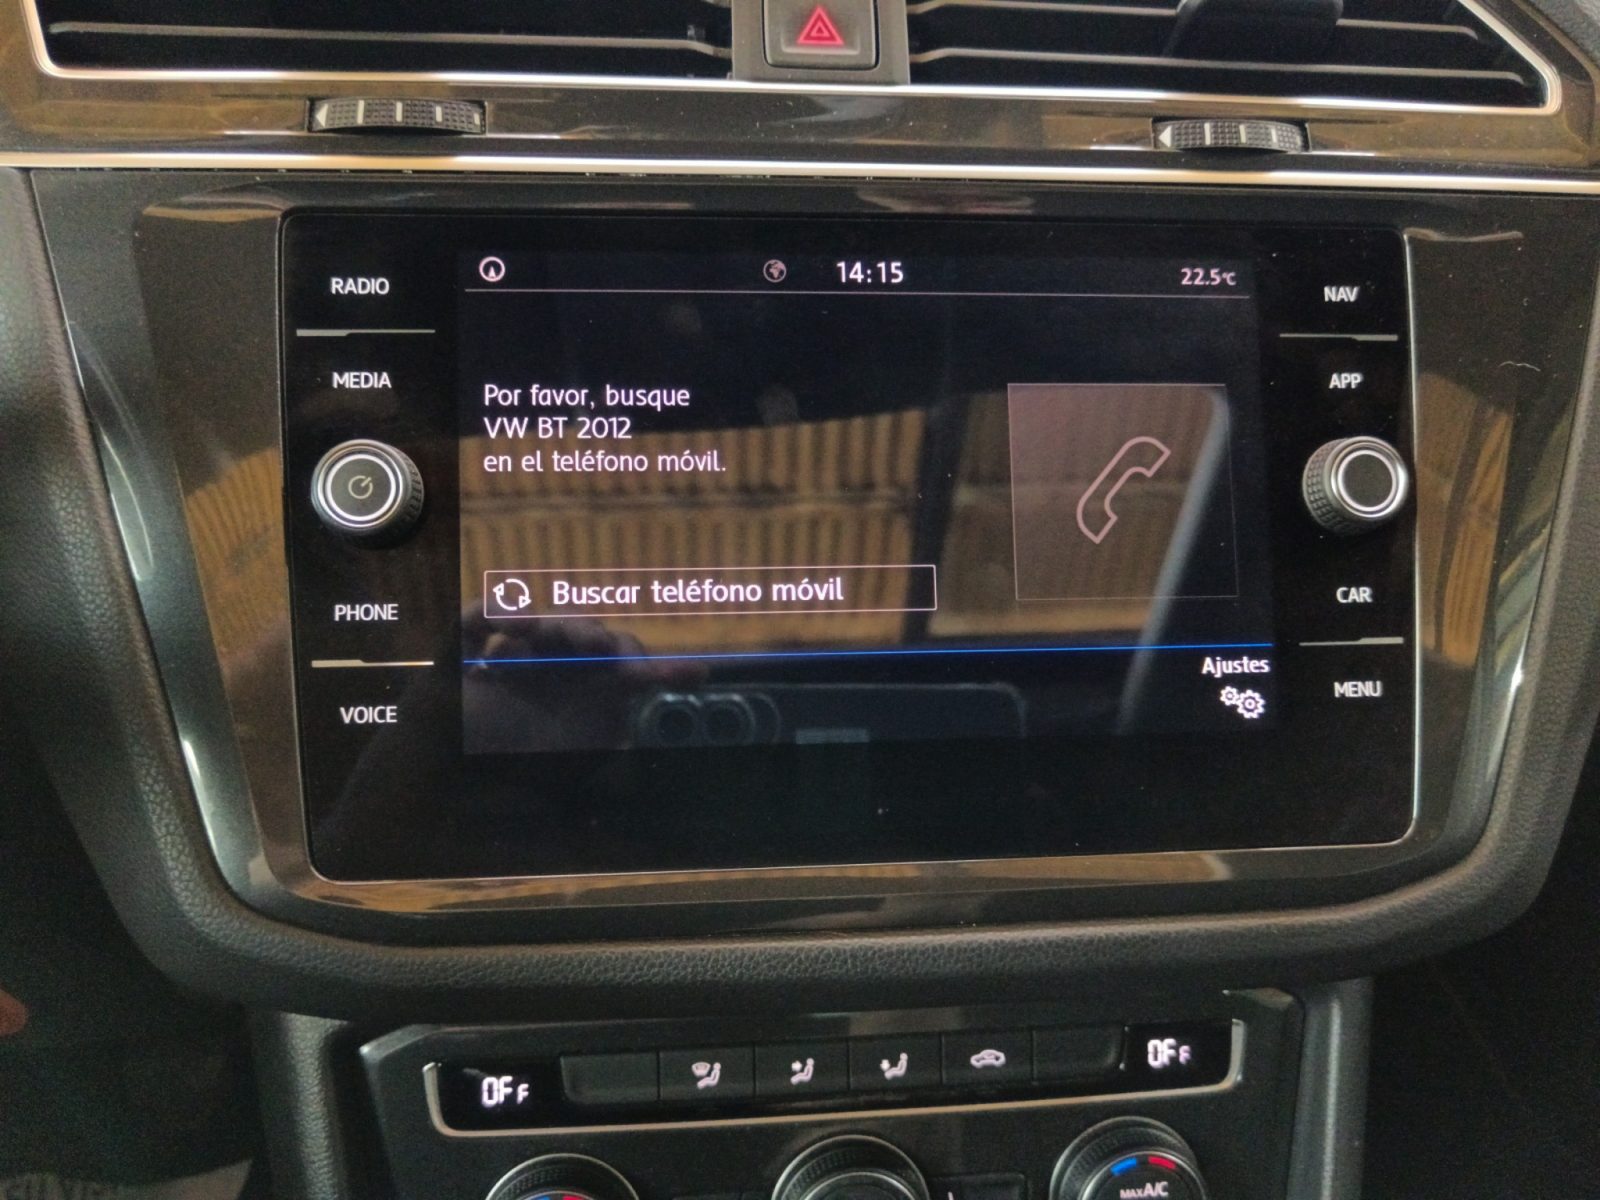 RADIO
MEDIA
PHONE
VOICE
14:15
22.5°C
Por favor, busque
VW BT 2012
en el teléfono móvil.
Buscar teléfono móvil
Ajustes
NAV
APP
CAR
MENU
OFF
OFF
MAX A/C